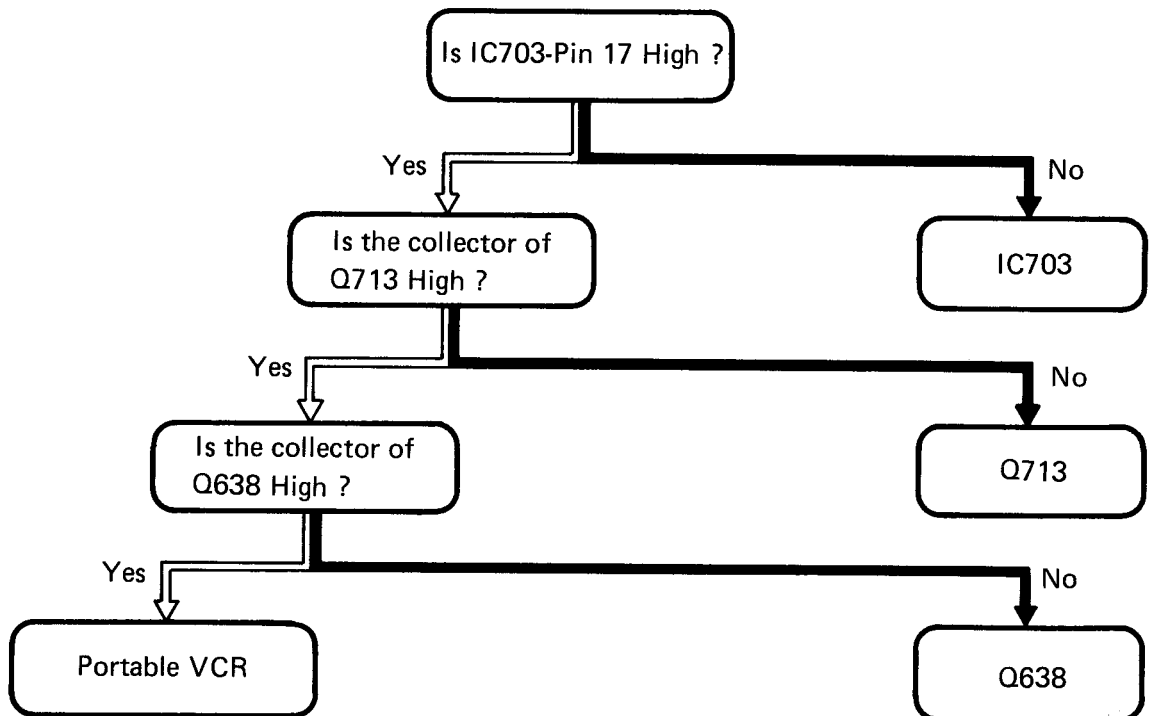 Is IC703-Pin 17 High ?
Yes
No
Is the collector of
Q713 High ?
IC703
Yes
No
Is the collector of
Q638 High ?
Q713
Yes
No
Portable VCR
Q638